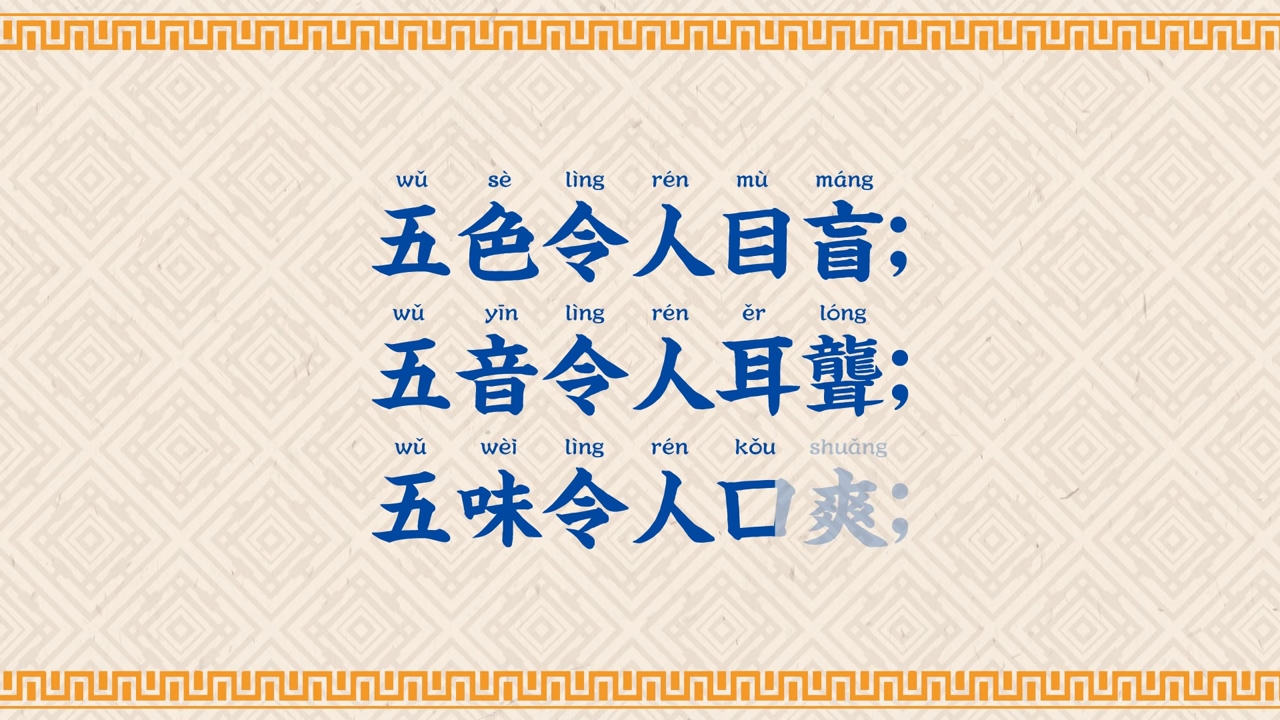 wǔ sè lìng rén mù máng
五色令人目盲;
wǔ yīn lìng rén ěr lóng
五音令人耳聾;
wǔ wèi lìng rén kǒu shuǎng
五味令人口爽;